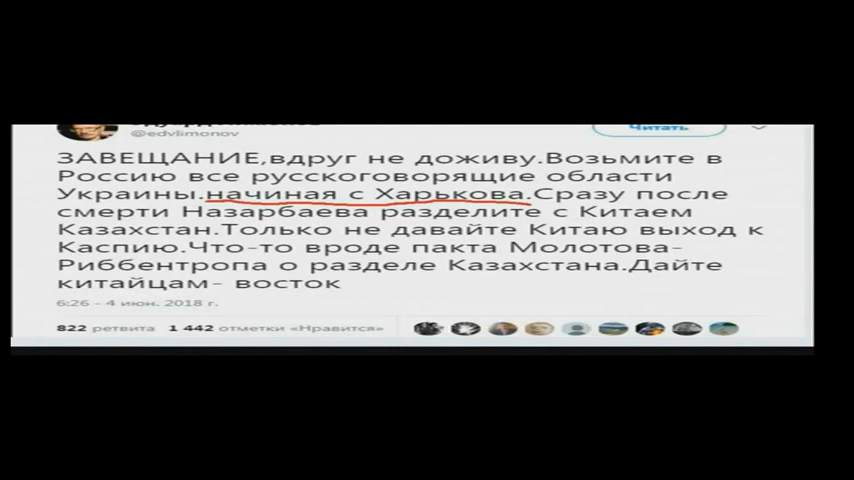 @edvlimonov
Читать
ЗАВЕЩАНИЕ,вдруг не доживу.Возьмите в
Россию все русскоговорящие области
Украины.начиная с Харькова.Сразу после
смерти Назарбаева разделите с Китаем
Казахстан.Только не давайте Китаю выход к
Каспию.Что-то вроде пакта Молотова-
Риббентропа о разделе Казахстана.Дайте
китайцам- восток
6:26 - 4 июн. 2018 г.
822 ретвита 1 442 отметки «Нравится»